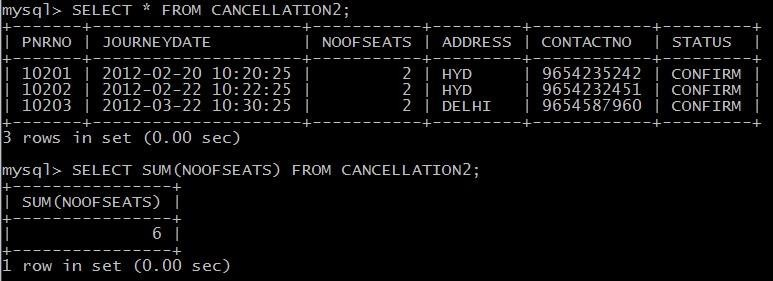 mysql> SELECT * FROM CANCELLATION2;
+-------+---------------------+-----------+---------+------------+---------+
| PNRNO | JOURNEYDATE         | NOOFSEATS | ADDRESS | CONTACTNO  | STATUS  |
+-------+---------------------+-----------+---------+------------+---------+
| 10201 | 2012-02-20 10:20:25 |         2 | HYD     | 9654235242 | CONFIRM |
| 10202 | 2012-02-22 10:22:25 |         2 | HYD     | 9654232451 | CONFIRM |
| 10203 | 2012-03-22 10:30:25 |         2 | DELHI   | 9654587960 | CONFIRM |
+-------+---------------------+-----------+---------+------------+---------+
3 rows in set (0.00 sec)
mysql> SELECT SUM(NOOFSEATS) FROM CANCELLATION2;
+----------------+
| SUM(NOOFSEATS) |
+----------------+
|              6 |
+----------------+
1 row in set (0.00 sec)